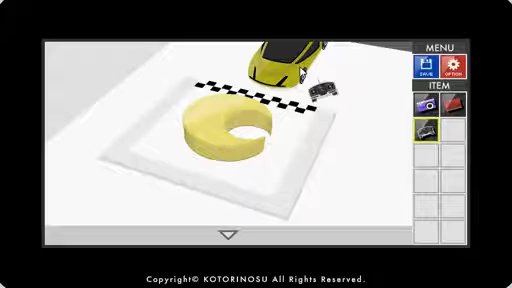 MENU
SAVE
OPTION
ITEM
Copyright© KOTORINOSU All Rights Reserved.